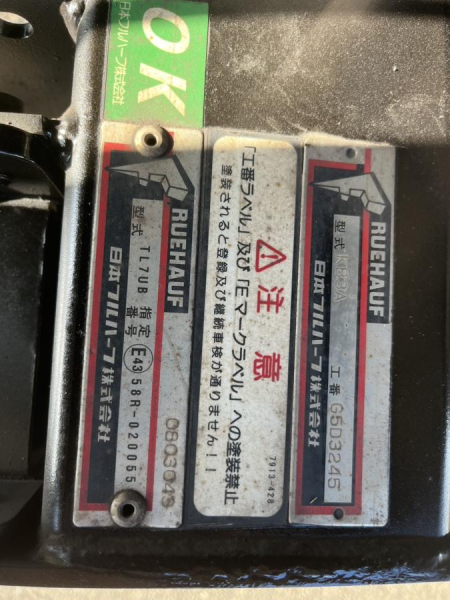 OK
日本フルハーフ株式会社
RUEHAUF
工番 G5D3245
日本フルハーフ株式会社
注意
「工番ラベル」及び「Eマークラベル」への塗装禁止
塗装されると登録及び継続車検が通りません！！
7913-428
RUEHAUF
型式 TL7UB 指定番号 E43 58R-020055
0803043
日本フルハーフ株式会社